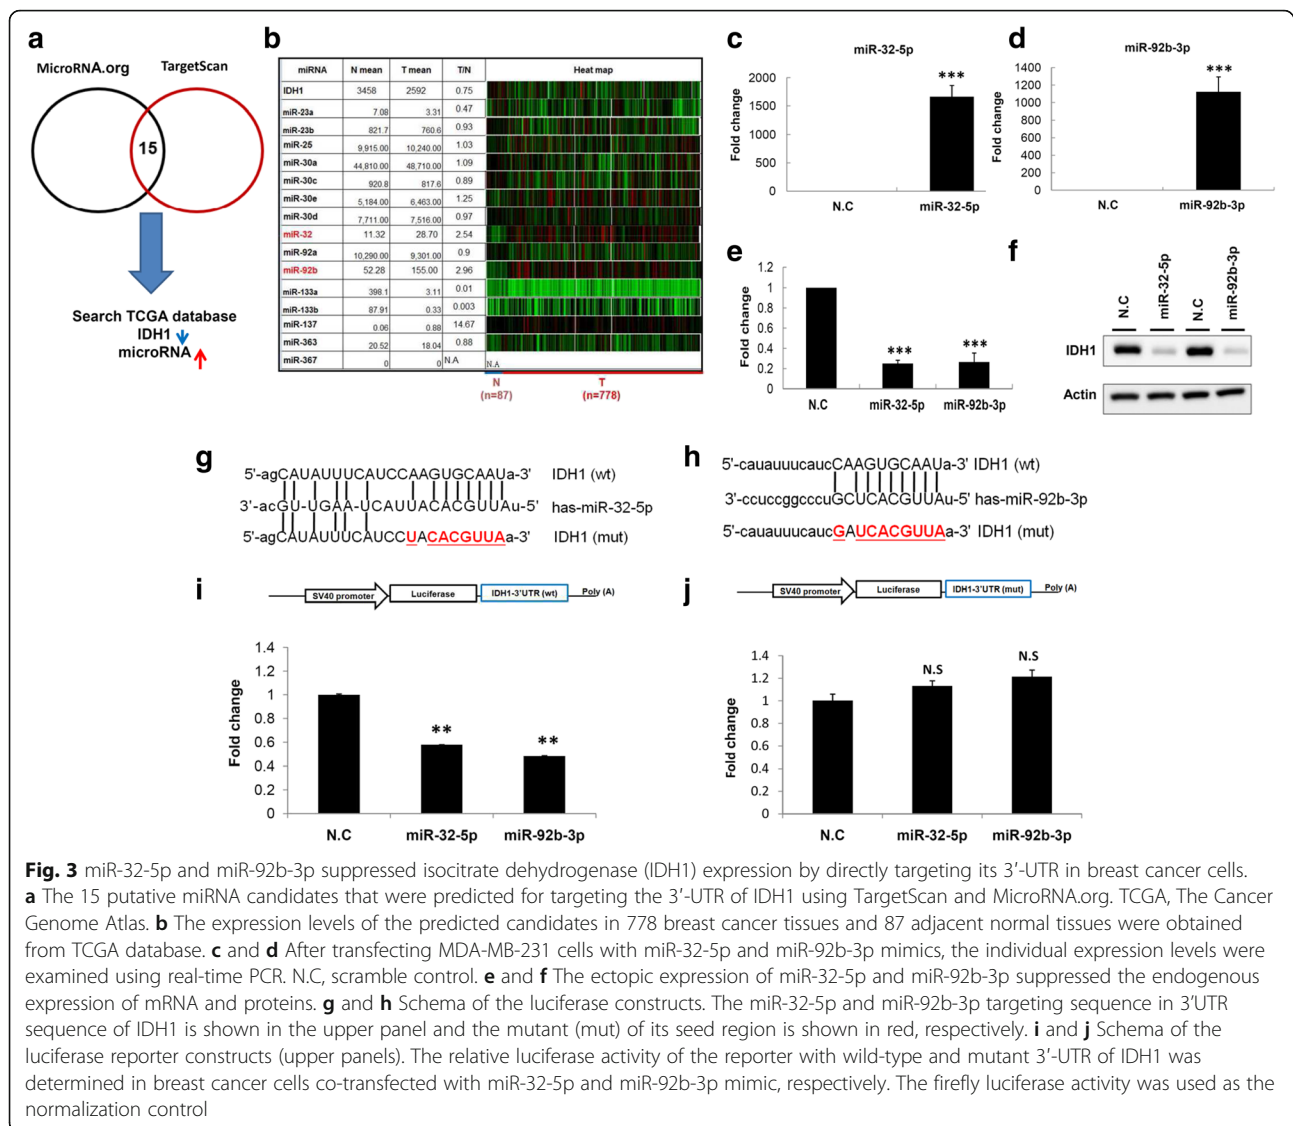 a
MicroRNA.org TargetScan
15
Search TCGA database
IDH1
microRNA
b
miRNA N mean T mean T/N Heat map
IDH1 3458 2592 0.75
miR-23a 7.08 3.31 0.47
miR-23b 821.7 760.6 0.93
miR-25 9,915.00 10,240.00 1.03
miR-30a 44,810.00 48,710.00 1.09
miR-30c 920.8 817.6 0.89
miR-30e 5,184.00 6,463.00 1.25
miR-30d 7,711.00 7,516.00 0.97
miR-32 11.32 28.70 2.54
miR-92a 10,290.00 9,301.00 0.9
miR-92b 52.28 155.00 2.96
miR-133a 398.1 3.11 0.01
miR-133b 87.91 0.33 0.003
miR-137 0.06 0.88 14.67
miR-363 20.52 18.04 0.88
miR-367 0 0 N.A N.A
N T
(n=87) (n=778)
c
miR-32-5p
Fold change
2000
1500
1000
500
0
***
N.C miR-32-5p
d
miR-92b-3p
Fold change
1400
1200
1000
800
600
400
200
0
***
N.C miR-92b-3p
e
Fold change
1.2
1
0.8
0.6
0.4
0.2
0
*** ***
N.C miR-32-5p miR-92b-3p
f
N.C miR-32-5p N.C miR-92b-3p
IDH1
Actin
g
5'-agCAUAUUUCAUCCAAGUGCAAUa-3' IDH1 (wt)
3'-acGU-UGAA-UCAUUACACGUUAu-5' has-miR-32-5p
5'-agCAUAUUUCAUCCUACACGUUAa-3' IDH1 (mut)
h
5'-cauauuucaucCAAGUGCAAUa-3' IDH1 (wt)
3'-ccuccggcccuGCUCACGUUAu-5' has-miR-92b-3p
5'-cauauuucaucGAUCACGUUAa-3' IDH1 (mut)
i
SV40 promoter Luciferase IDH1-3'UTR (wt) Poly (A)
Fold change
1.4
1.2
1
0.8
0.6
0.4
0.2
0
** **
N.C miR-32-5p miR-92b-3p
j
SV40 promoter Luciferase IDH1-3'UTR (mut) Poly (A)
Fold change
1.4
1.2
1
0.8
0.6
0.4
0.2
0
N.S N.S
N.C miR-32-5p miR-92b-3p
Fig. 3 miR-32-5p and miR-92b-3p suppressed isocitrate dehydrogenase (IDH1) expression by directly targeting its 3′-UTR in breast cancer cells.
a The 15 putative miRNA candidates that were predicted for targeting the 3′-UTR of IDH1 using TargetScan and MicroRNA.org. TCGA, The Cancer
Genome Atlas. b The expression levels of the predicted candidates in 778 breast cancer tissues and 87 adjacent normal tissues were obtained
from TCGA database. c and d After transfecting MDA-MB-231 cells with miR-32-5p and miR-92b-3p mimics, the individual expression levels were
examined using real-time PCR. N.C, scramble control. e and f The ectopic expression of miR-32-5p and miR-92b-3p suppressed the endogenous
expression of mRNA and proteins. g and h Schema of the luciferase constructs. The miR-32-5p and miR-92b-3p targeting sequence in 3′UTR
sequence of IDH1 is shown in the upper panel and the mutant (mut) of its seed region is shown in red, respectively. i and j Schema of the
luciferase reporter constructs (upper panels). The relative luciferase activity of the reporter with wild-type and mutant 3′-UTR of IDH1 was
determined in breast cancer cells co-transfected with miR-32-5p and miR-92b-3p mimic, respectively. The firefly luciferase activity was used as the
normalization control